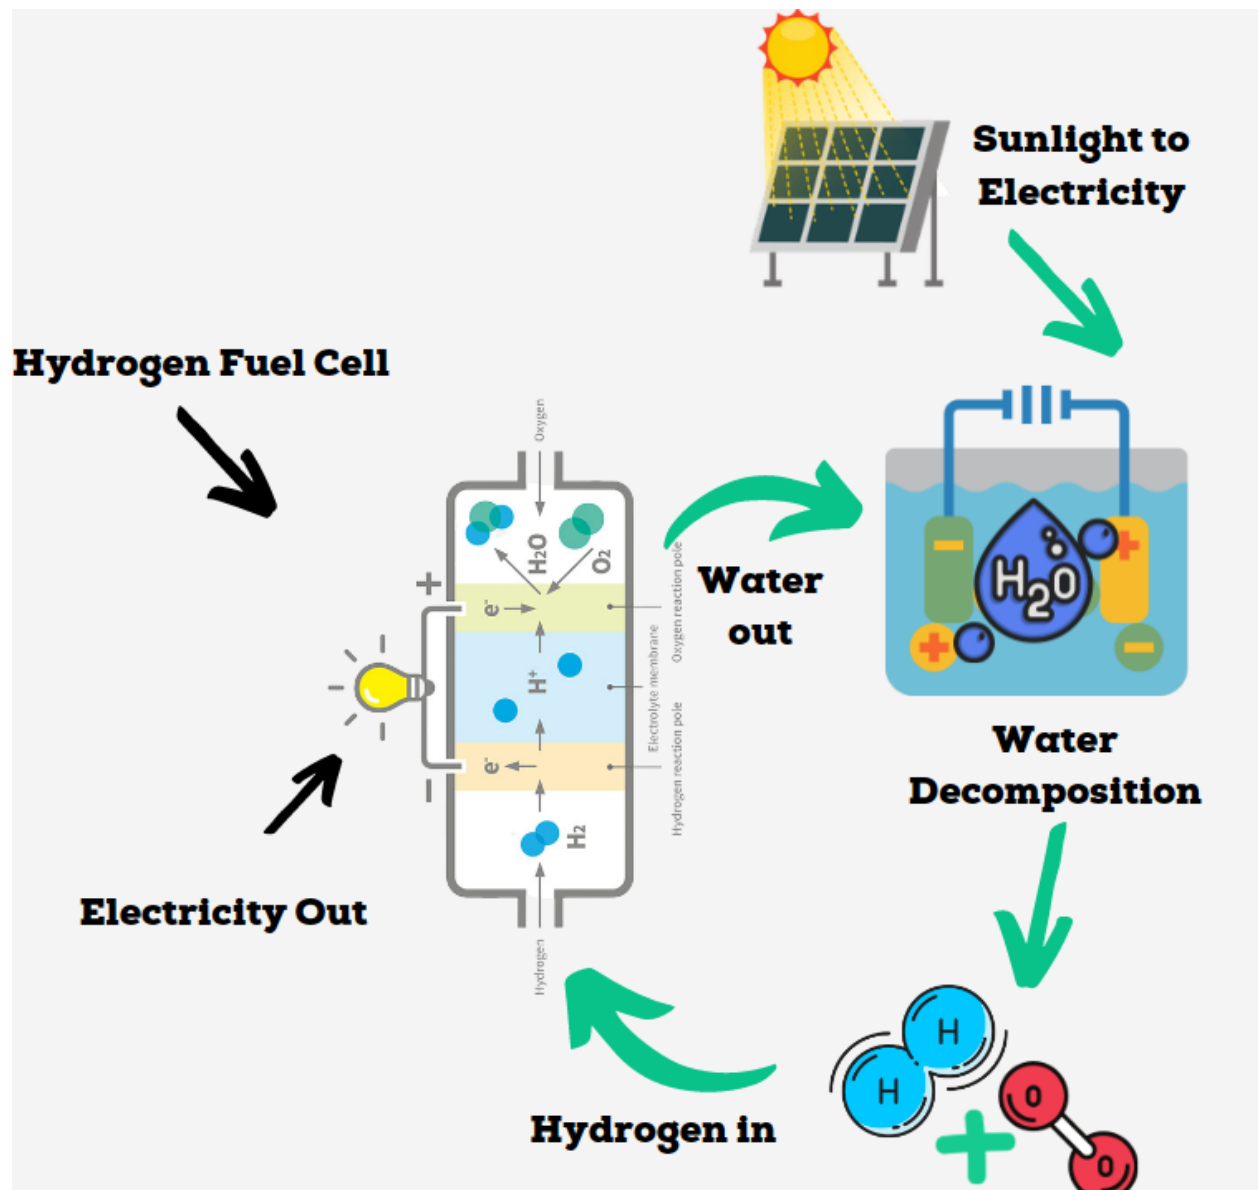 Sunlight to
Electricity
Hydrogen Fuel Cell
Oxygen
H₂O
O₂
+
e⁻
Oxygen reaction pole
Water
out
−
+
H₂O
+
−
H⁺
Electrolyte membrane
e⁻
−
Hydrogen reaction pole
H₂
Water
Decomposition
Electricity Out
Hydrogen
H
H
+
O
O
Hydrogen in